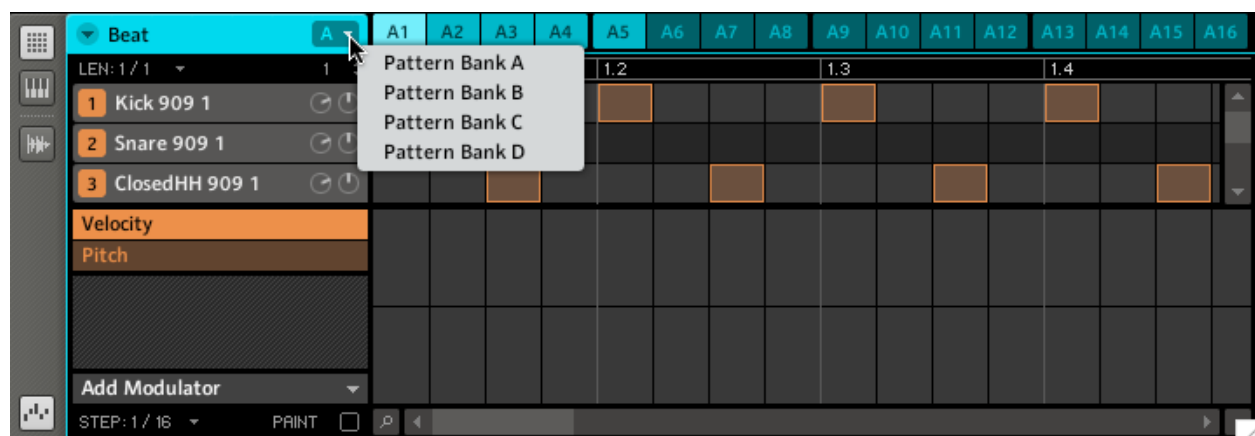 Beat A A1 A2 A3 A4 A5 A6 A7 A8 A9 A10 A11 A12 A13 A14 A15 A16
LEN: 1 / 1 1 1.2 1.3 1.4
Pattern Bank A
Pattern Bank B
Pattern Bank C
Pattern Bank D
1 Kick 909 1
2 Snare 909 1
3 ClosedHH 909 1
Velocity
Pitch
Add Modulator
STEP: 1 / 16 PAINT